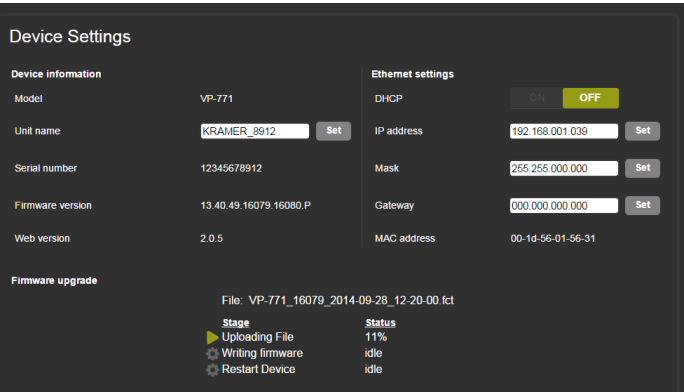 Device Settings
Device information
Model VP-771
Unit name KRAMER_8912 Set
Serial number 12345678912
Firmware version 13.40.49.16079.16080.P
Web version 2.0.5
Ethernet settings
DHCP ON OFF
IP address 192.168.001.039 Set
Mask 255.255.000.000 Set
Gateway 000.000.000.000 Set
MAC address 00-1d-56-01-56-31
Firmware upgrade
File: VP-771_16079_2014-09-28_12-20-00.fct
Stage Status
Uploading File 11%
Writing firmware idle
Restart Device idle